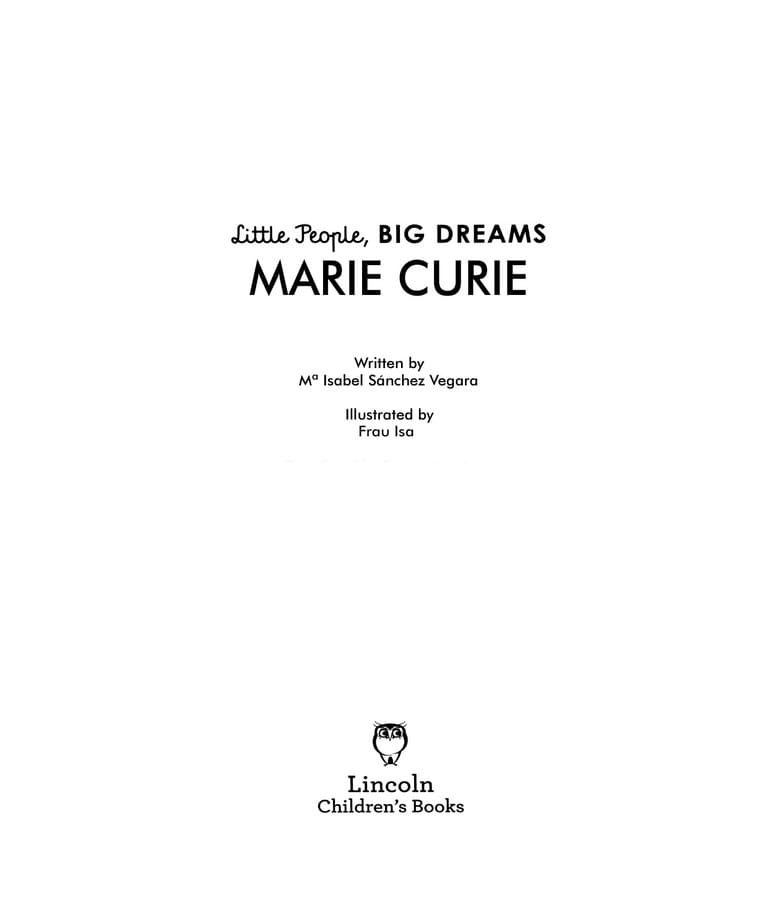 Little People, BIG DREAMS
MARIE CURIE
Written by
Mª Isabel Sánchez Vegara
Illustrated by
Frau Isa
Lincoln
Children's Books